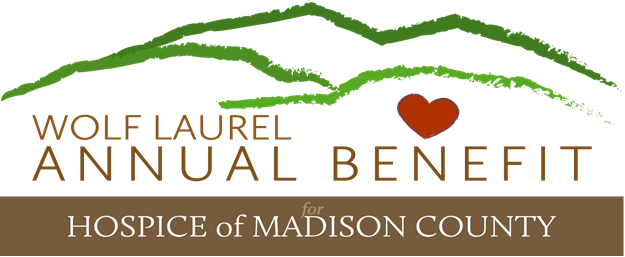 WOLF LAUREL
ANNUAL BENEFIT
for
HOSPICE of MADISON COUNTY